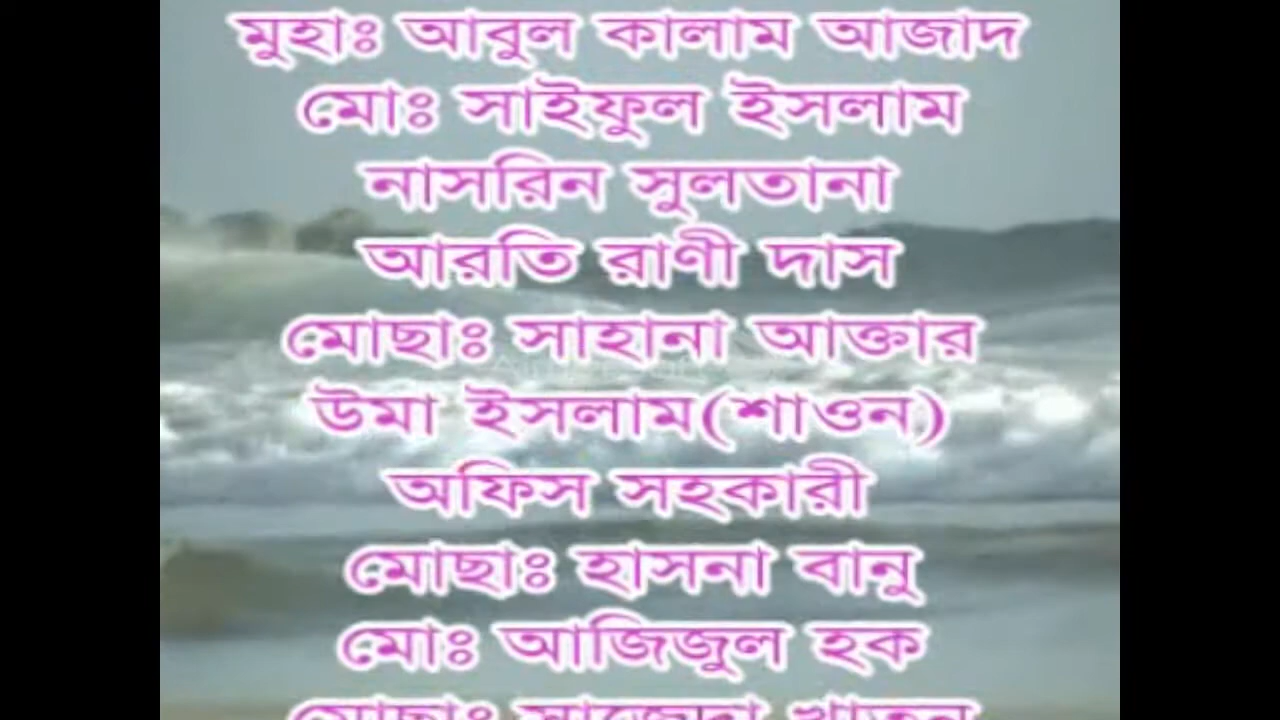 মুহাঃ আবুল কালাম আজাদ
মোঃ সাইফুল ইসলাম
নাসরিন সুলতানা
আরতি রাণী দাস
মোছাঃ সাহানা আক্তার
উমা ইসলাম(শাওন)
অফিস সহকারী
মোছাঃ হাসনা বানু
মোঃ আজিজুল হক
মোছাঃ সাজেদা খাতুন